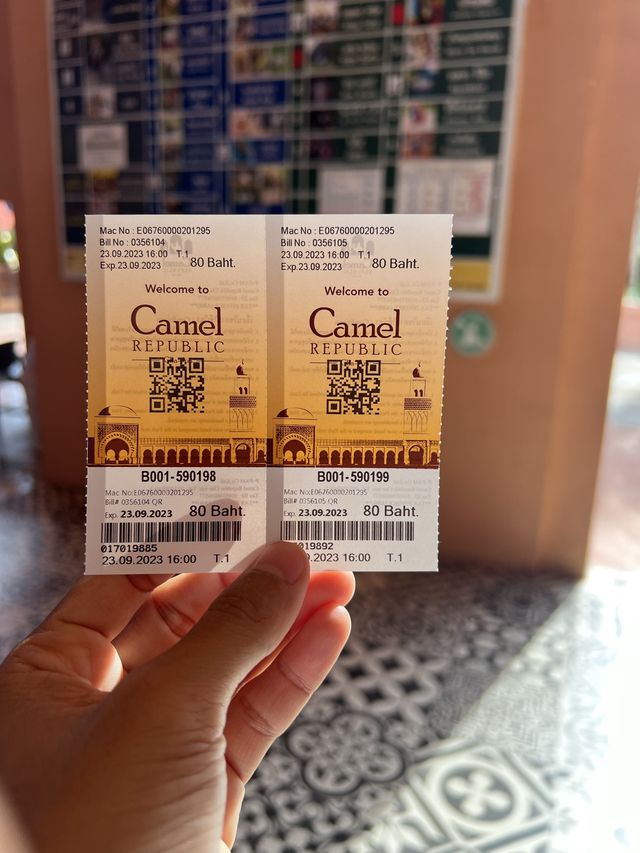 Mac No : E06760000201295
Bill No : 0356104
23.09.2023 16:00 T.1
Exp.23.09.2023 80 Baht.
Welcome to
Camel
REPUBLIC
B001-590198
Mac No:E06760000201295
Bill# 0356104 QR
Exp. 23.09.2023 80 Baht.
017019885
23.09.2023 16:00 T.1
Mac No : E06760000201295
Bill No : 0356105
23.09.2023 16:00 T.1
Exp.23.09.2023 80 Baht.
Welcome to
Camel
REPUBLIC
B001-590199
Mac No:E06760000201295
Bill# 0356105 QR
Exp. 23.09.2023 80 Baht.
019892
.09.2023 16:00 T.1